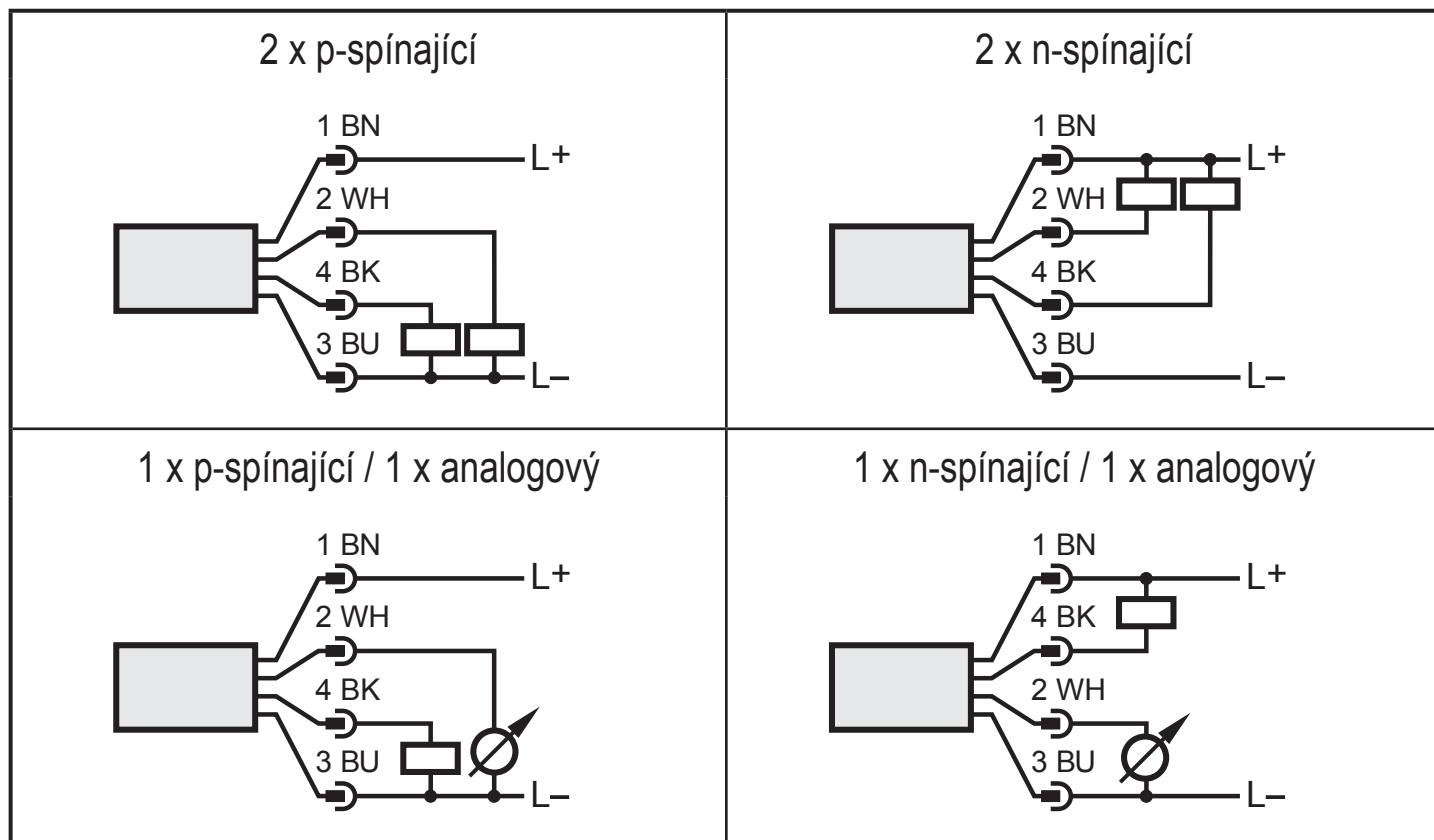 2 x p-spínající
1 BN
L+
2 WH
4 BK
3 BU
L–
2 x n-spínající
1 BN
L+
2 WH
4 BK
3 BU
L–
1 x p-spínající / 1 x analogový
1 BN
L+
2 WH
4 BK
3 BU
L–
1 x n-spínající / 1 x analogový
1 BN
L+
4 BK
2 WH
3 BU
L–